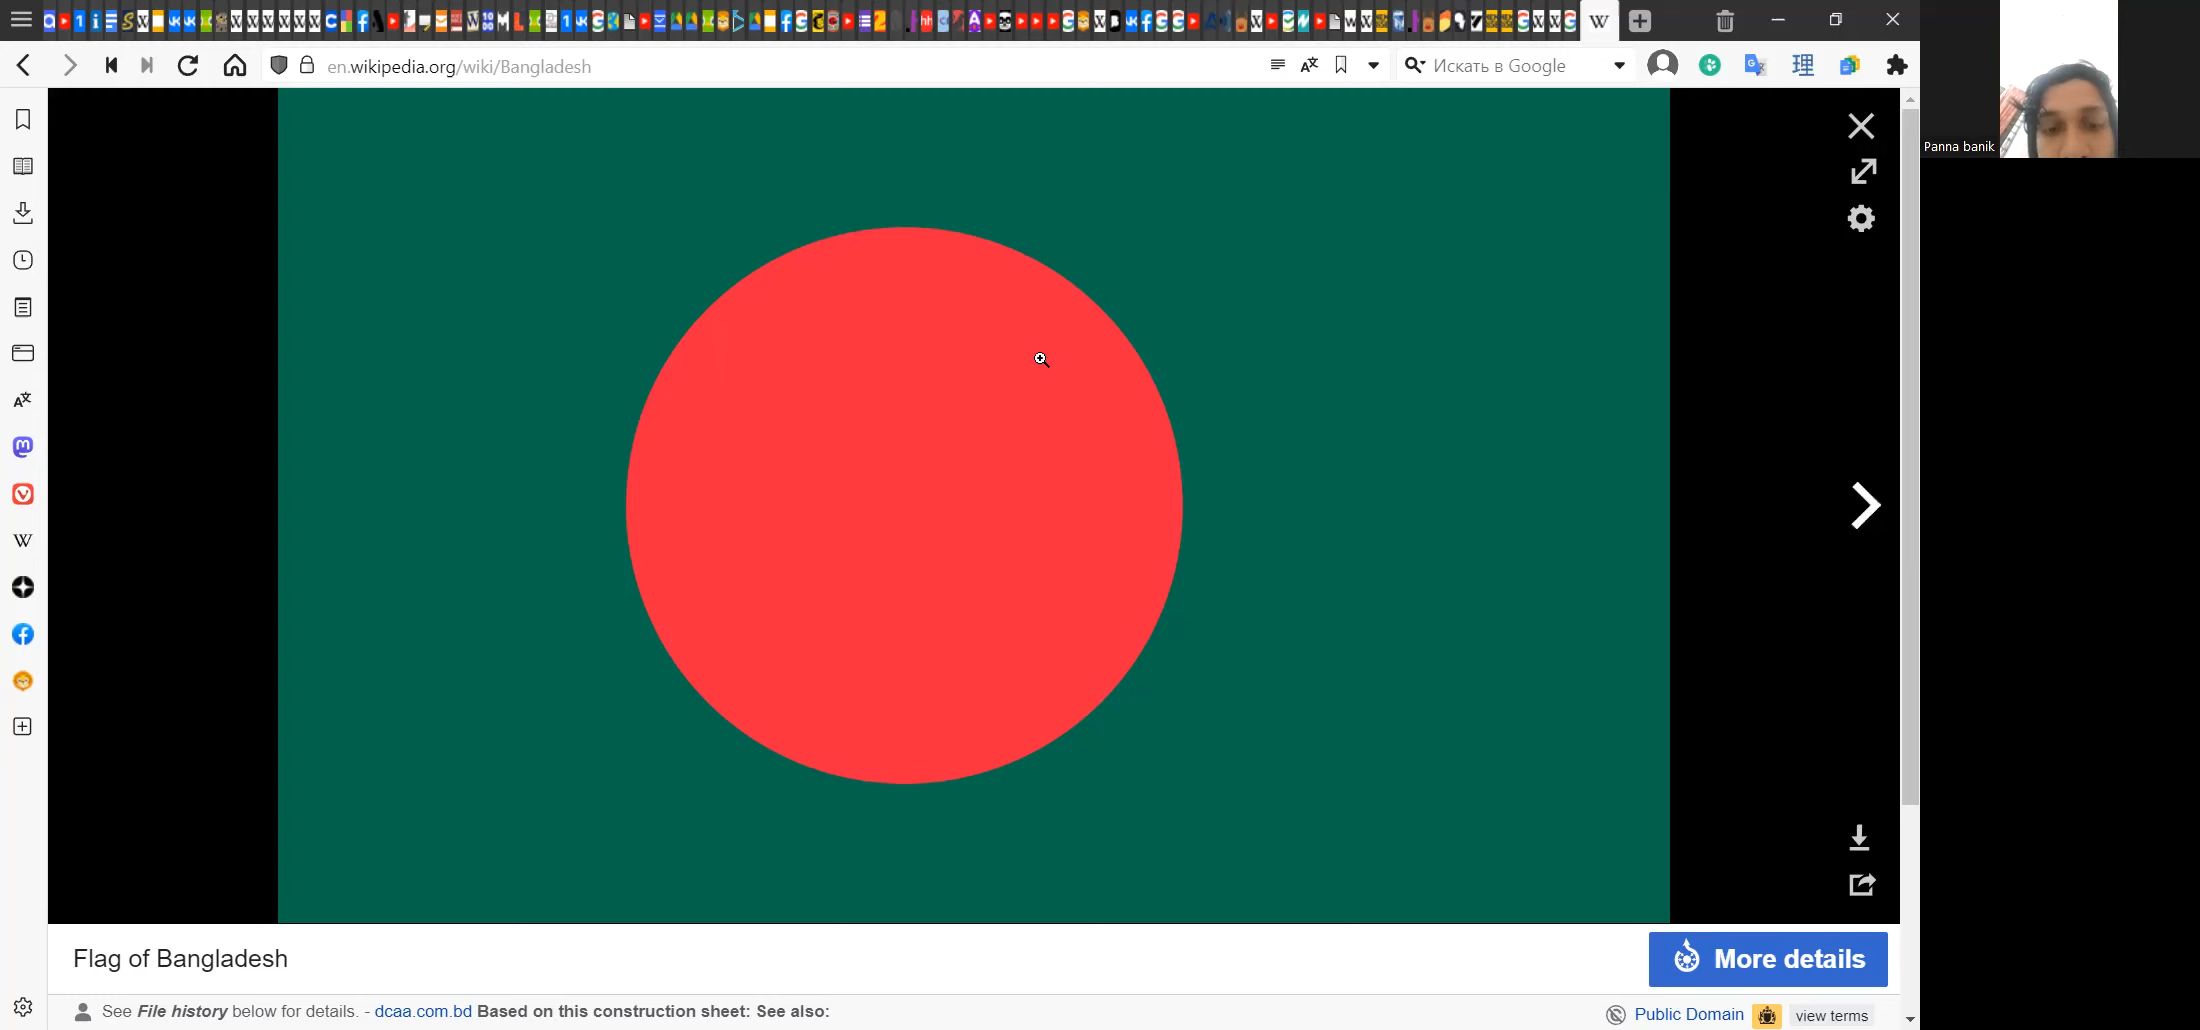 en.wikipedia.org/wiki/Bangladesh
Искать в Google
Panna banik
Flag of Bangladesh
More details
See File history below for details. - dcaa.com.bd Based on this construction sheet: See also:
Public Domain
view terms